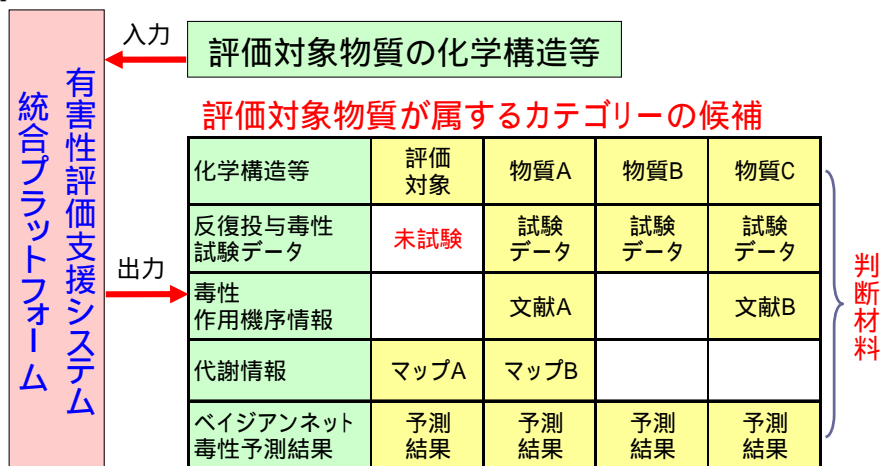 有害性評価支援システム
統合プラットフォーム
入力
評価対象物質の化学構造等
評価対象物質が属するカテゴリーの候補
出力
化学構造等
評価
対象
物質A
物質B
物質C
反復投与毒性
試験データ
未試験
試験
データ
試験
データ
試験
データ
毒性
作用機序情報
文献A
文献B
代謝情報
マップA
マップB
ベイジアンネット
毒性予測結果
予測
結果
予測
結果
予測
結果
予測
結果
判断材料